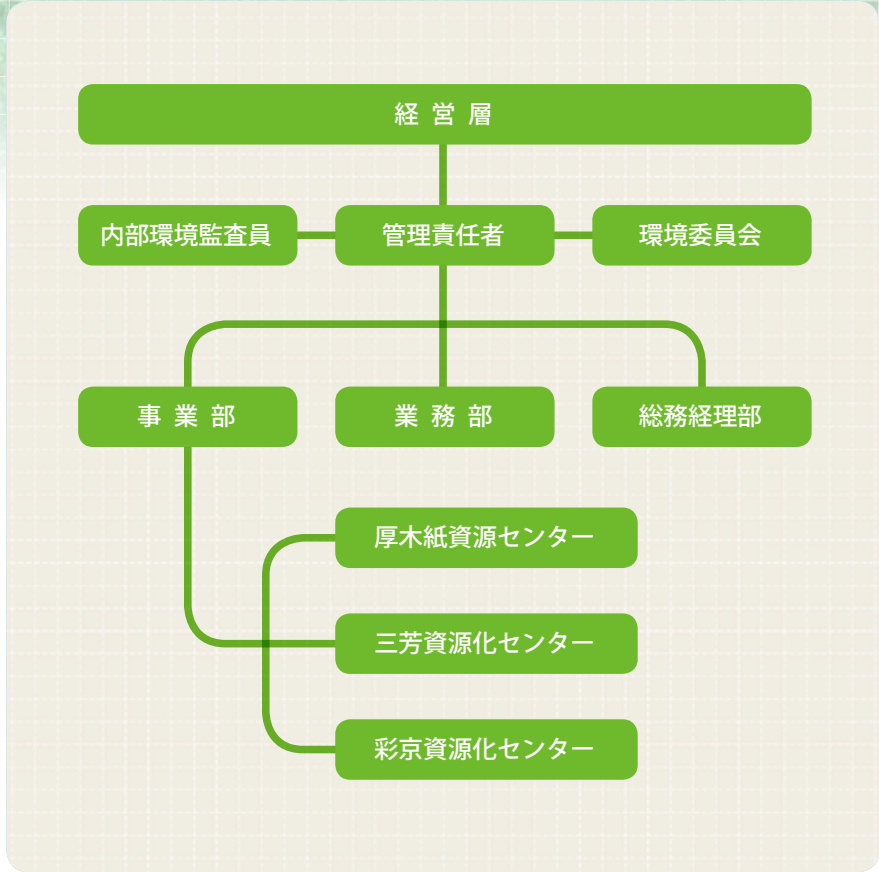 経営層
内部環境監査員
管理責任者
環境委員会
事業部
業務部
総務経理部
厚木紙資源センター
三芳資源化センター
彩京資源化センター